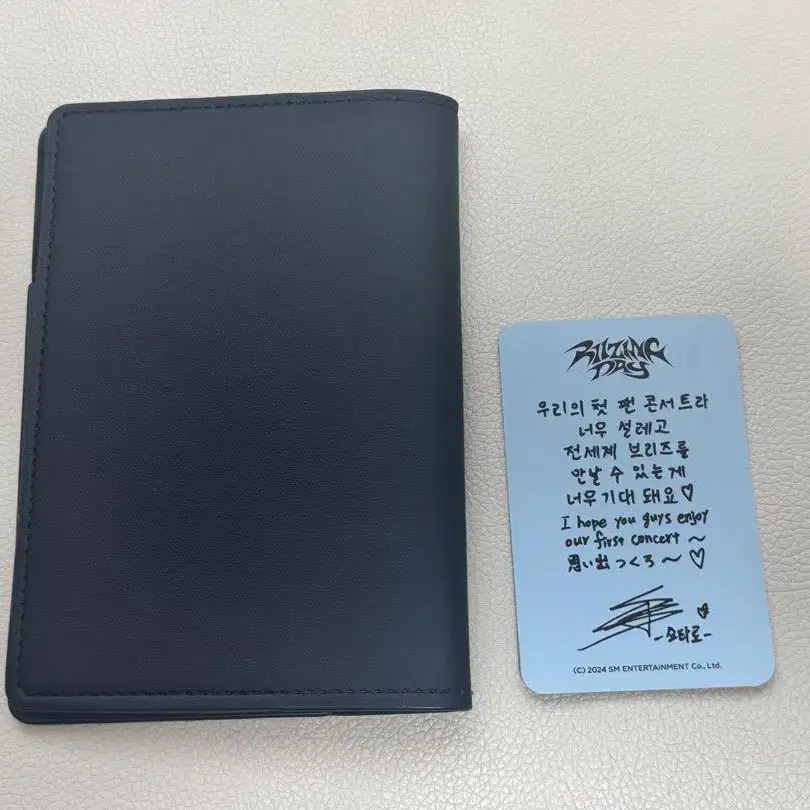 RIIZING
DAY
우리의 첫 팬 콘서트라
너무 설레고
전세계 브리즈를
만날 수 있는게
너무 기대 돼요♡
I hope you guys enjoy
our first concert ~
思い出つくろ~♡
-쇼타로-
(C) 2024 SM ENTERTAINMENT Co., Ltd.